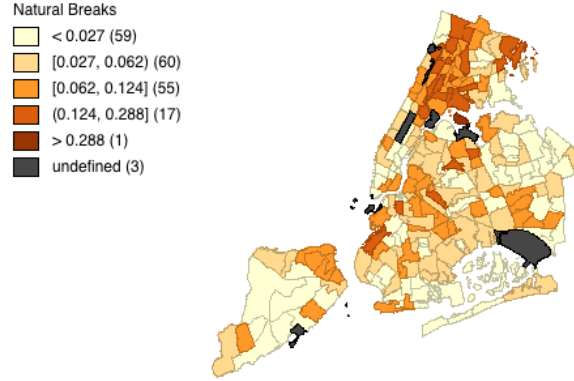 Natural Breaks
< 0.027 (59)
[0.027, 0.062) (60)
[0.062, 0.124] (55)
(0.124, 0.288] (17)
> 0.288 (1)
undefined (3)